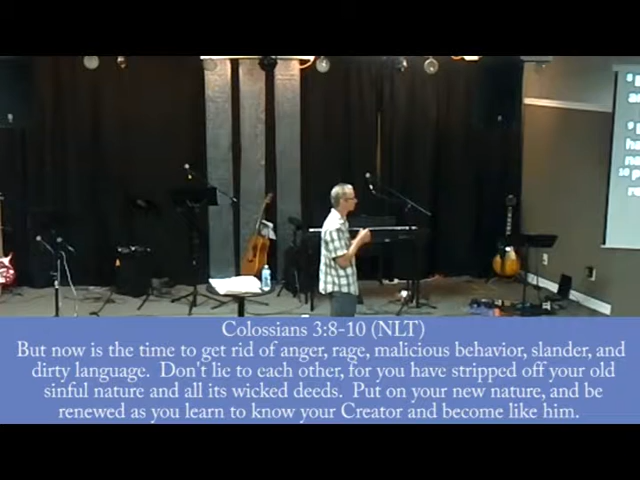 Colossians 3:8-10 (NLT)
But now is the time to get rid of anger, rage, malicious behavior, slander, and
dirty language.  Don't lie to each other, for you have stripped off your old
sinful nature and all its wicked deeds.  Put on your new nature, and be
renewed as you learn to know your Creator and become like him.